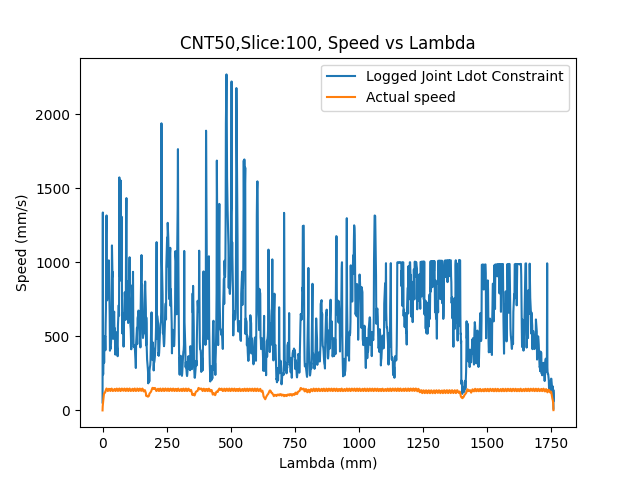 CNT50,Slice:100, Speed vs Lambda
Logged Joint Ldot Constraint
Actual speed
Speed (mm/s)
2000
1500
1000
500
0
0 250 500 750 1000 1250 1500 1750
Lambda (mm)